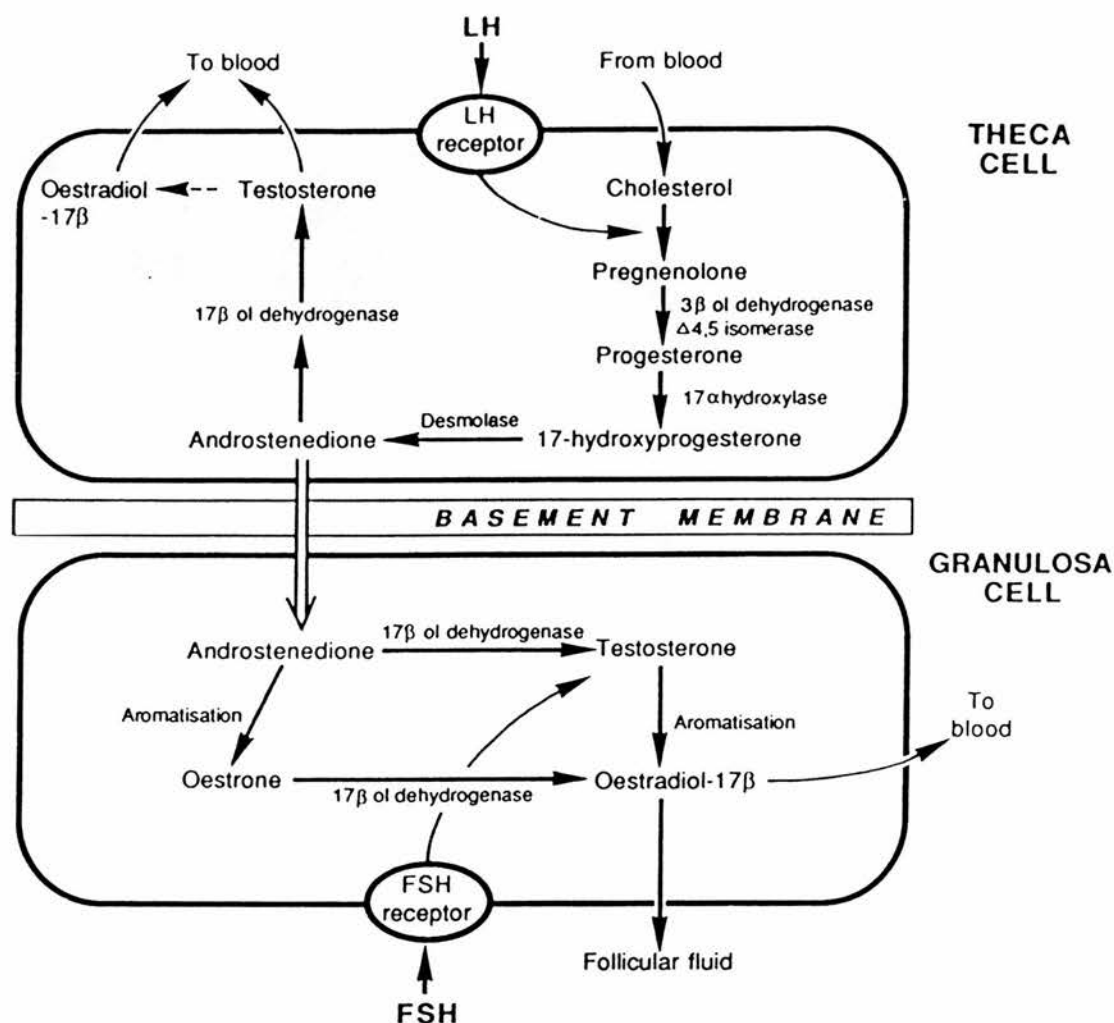 LH
To blood
From blood
LH
receptor
THECA
CELL
Oestradiol
-17β
Testosterone
Cholesterol
Pregnenolone
17β ol dehydrogenase
3β ol dehydrogenase
Δ4,5 isomerase
Progesterone
17αhydroxylase
Desmolase
Androstenedione
17-hydroxyprogesterone
BASEMENT MEMBRANE
GRANULOSA
CELL
17β ol dehydrogenase
Androstenedione
Testosterone
Aromatisation
Aromatisation
To
blood
Oestrone
Oestradiol-17β
17β ol dehydrogenase
FSH
receptor
Follicular fluid
FSH